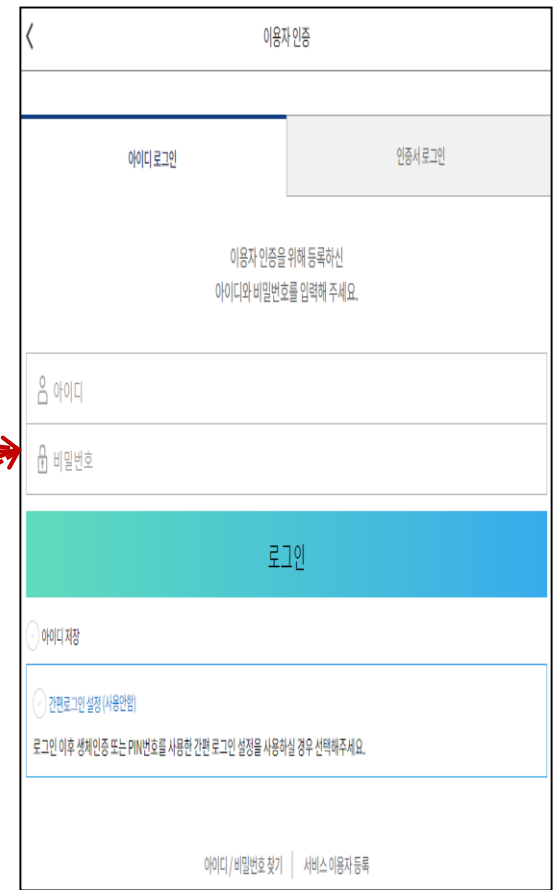 이용자 인증
아이디 로그인
인증서 로그인
이용자 인증을 위해 등록하신
아이디와 비밀번호를 입력해 주세요.
아이디
비밀번호
로그인
아이디 저장
간편로그인 설정 (사용안함)
로그인 이후 생체인증 또는 PIN번호를 사용한 간편 로그인 설정을 사용하실 경우 선택해주세요.
아이디 / 비밀번호 찾기 | 서비스 이용자 등록